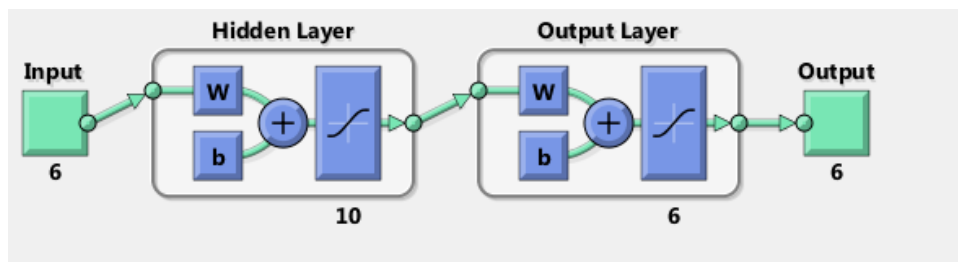 Hidden Layer
Output Layer
Input
Output
W
W
+
+
b
b
6
6
10
6